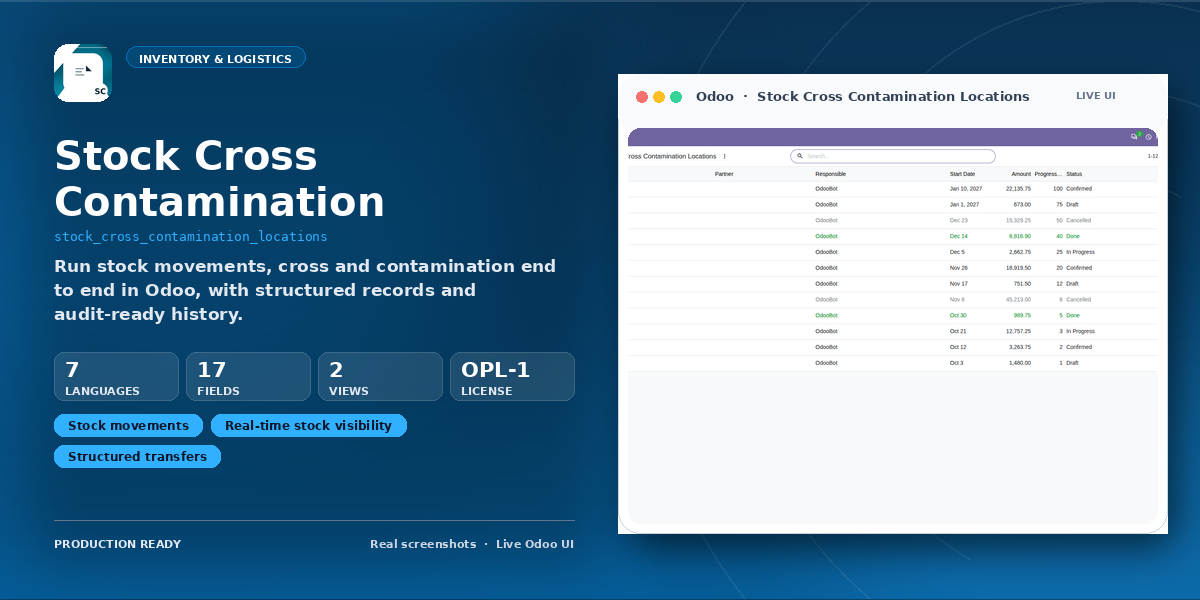 SC
INVENTORY & LOGISTICS
Stock Cross
Contamination
stock_cross_contamination_locations
Run stock movements, cross and contamination end
to end in Odoo, with structured records and
audit-ready history.
7
LANGUAGES
17
FIELDS
2
VIEWS
OPL-1
LICENSE
Stock movements
Real-time stock visibility
Structured transfers
PRODUCTION READY
Real screenshots · Live Odoo UI
Odoo · Stock Cross Contamination Locations
LIVE UI
ross Contamination Locations
Search...
1-12
Partner Responsible Start Date Amount Progress... Status
OdooBot Jan 10, 2027 22,135.75 100 Confirmed
OdooBot Jan 1, 2027 673.00 75 Draft
OdooBot Dec 23 15,329.25 50 Cancelled
OdooBot Dec 14 8,816.90 40 Done
OdooBot Dec 5 2,662.75 25 In Progress
OdooBot Nov 26 18,919.50 20 Confirmed
OdooBot Nov 17 751.50 12 Draft
OdooBot Nov 8 45,213.00 8 Cancelled
OdooBot Oct 30 989.75 5 Done
OdooBot Oct 21 12,757.25 3 In Progress
OdooBot Oct 12 3,263.75 2 Confirmed
OdooBot Oct 3 1,480.00 1 Draft